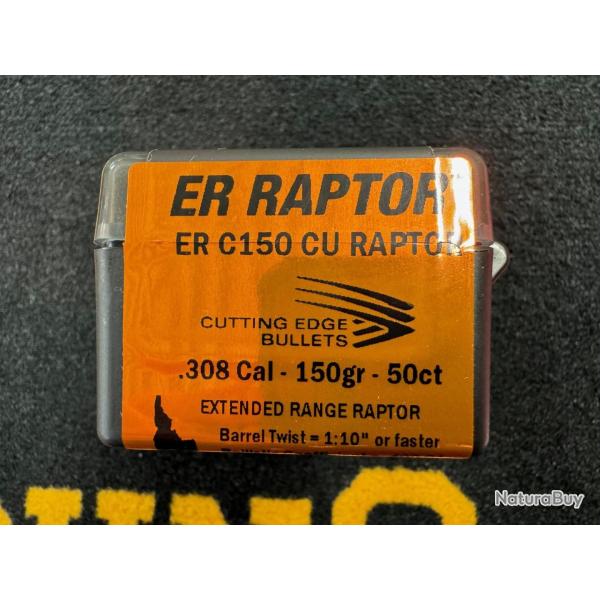 ER RAPTOR
ER C150 CU RAPTOR
CUTTING EDGE
BULLETS
.308 Cal - 150gr - 50ct
EXTENDED RANGE RAPTOR
Barrel Twist = 1:10" or faster
NaturaBuy